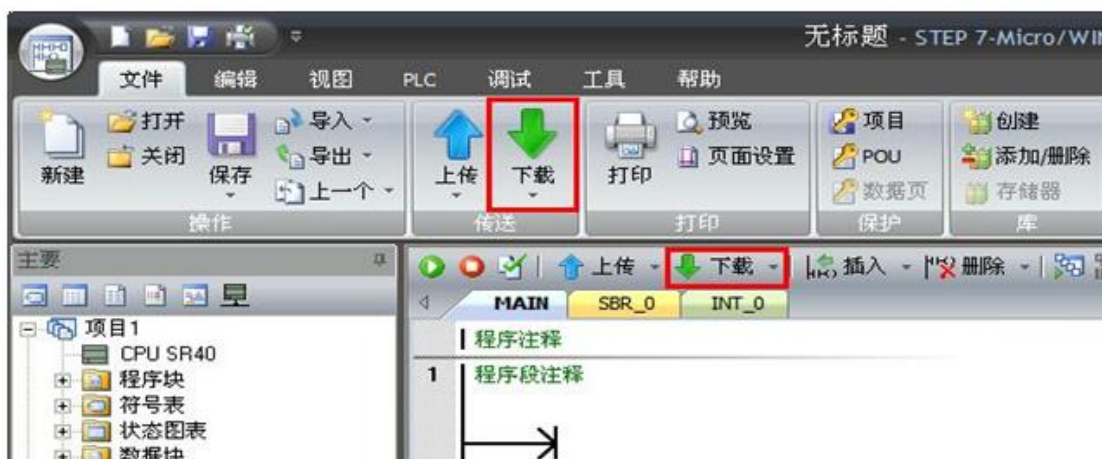 无标题 - STEP 7-Micro/WIN
文件 编辑 视图 PLC 调试 工具 帮助
打开 导入 预览 项目 创建
关闭 导出 页面设置 POU 添加/删除
新建 保存 上一个 上传 下载 打印 数据页 存储器
操作 传送 打印 保护 库
主要 上传 下载 插入 删除
MAIN SBR_0 INT_0
项目1 程序注释
CPU SR40
程序块 1 程序段注释
符号表
状态图表
数据块